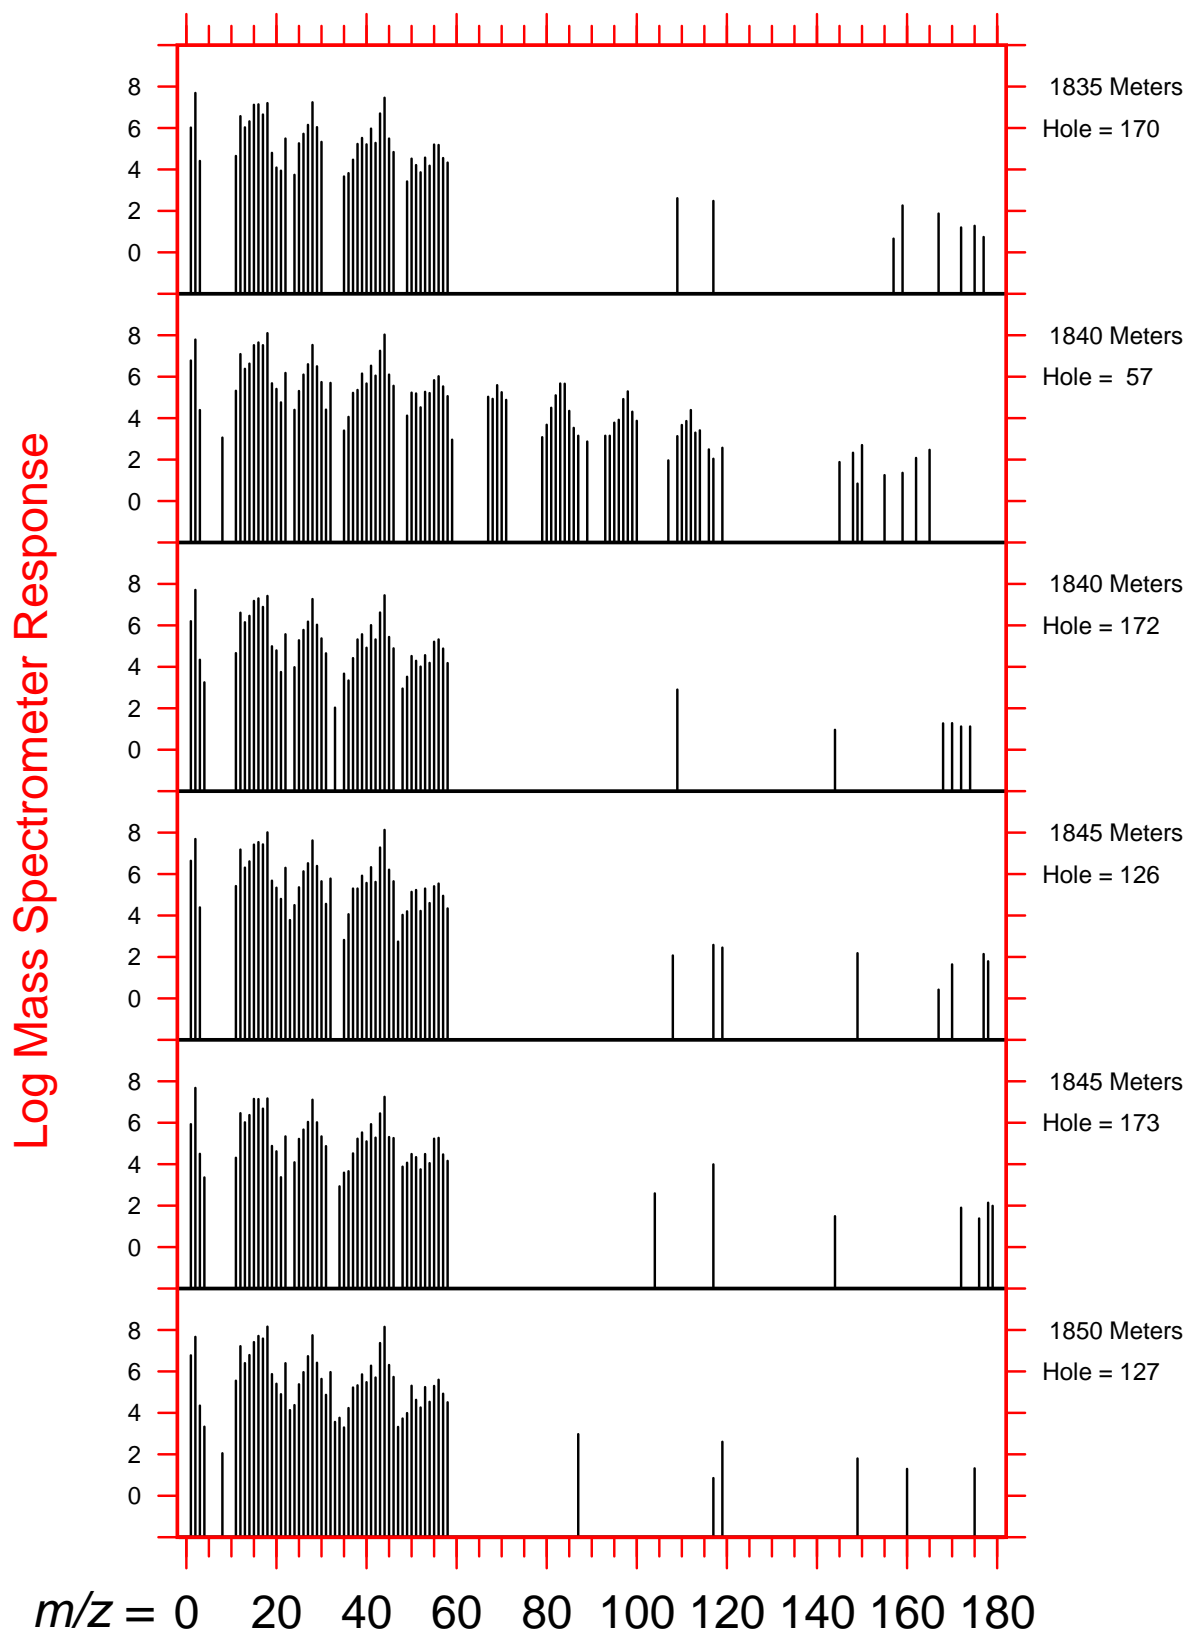 8 1835 Meters
6 Hole = 170
4
2
0
8 1840 Meters
6 Hole = 57
4
2
0
8 1840 Meters
6 Hole = 172
4
2
0
8 1845 Meters
6 Hole = 126
4
2
0
8 1845 Meters
6 Hole = 173
4
2
0
8 1850 Meters
6 Hole = 127
4
2
0
Log Mass Spectrometer Response
m/z = 0 20 40 60 80 100 120 140 160 180